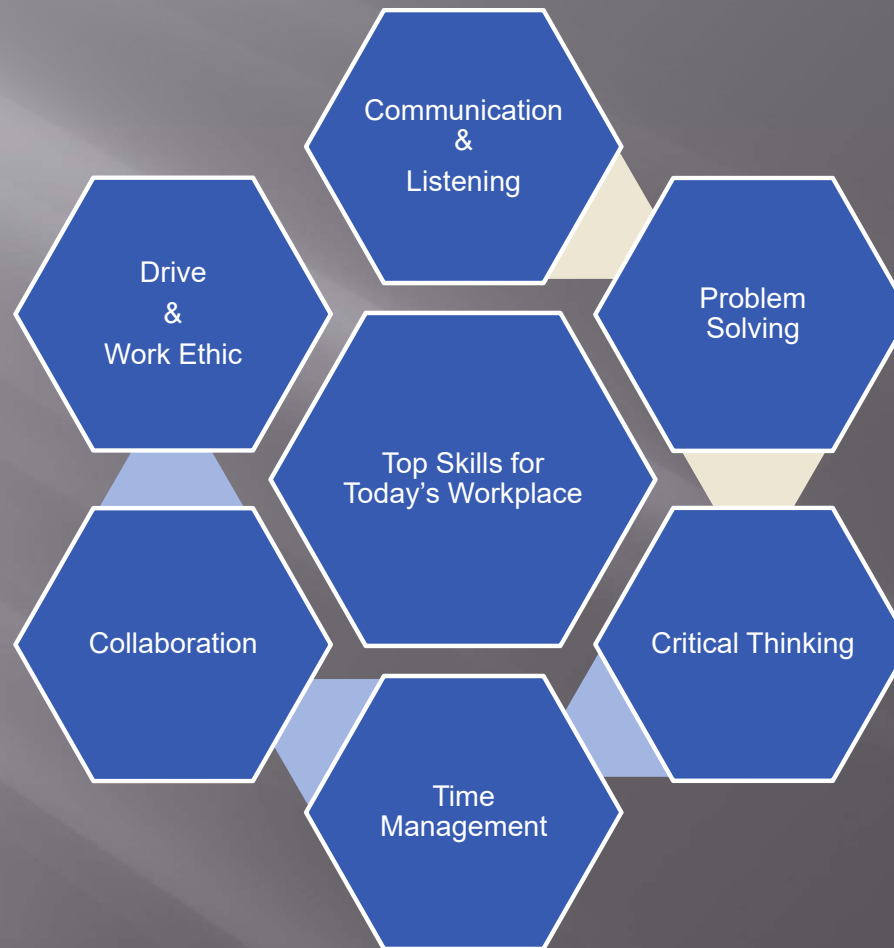 Communication
&
Listening
Drive
&
Work Ethic
Problem
Solving
Top Skills for
Today’s Workplace
Collaboration
Critical Thinking
Time
Management